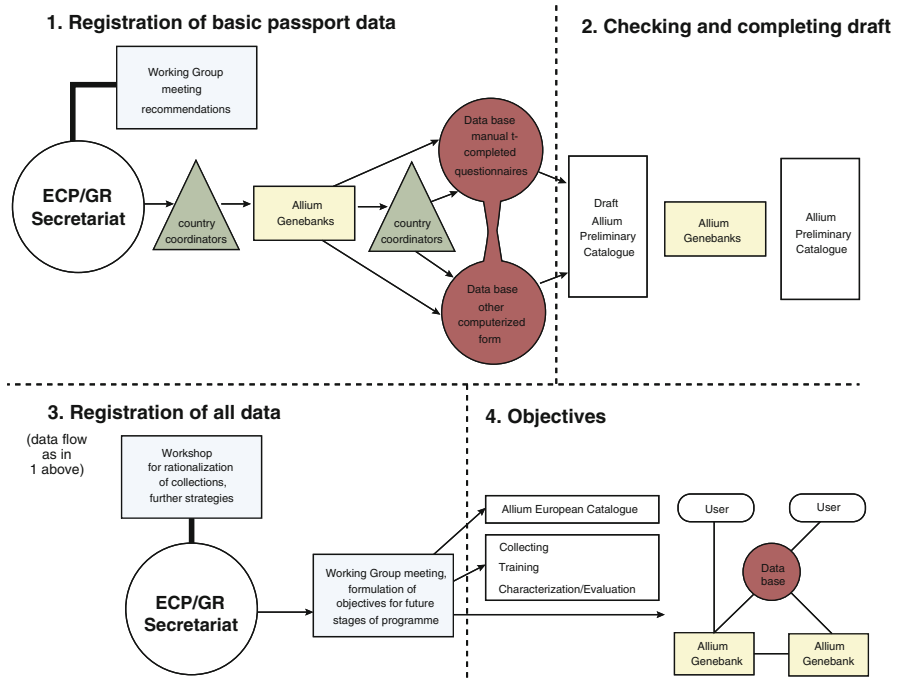 1. Registration of basic passport data
Working Group
meeting
recommendations
ECP/GR
Secretariat
country
coordinators
Allium
Genebanks
country
coordinators
Data base
manual t-
completed
questionnaires
Data base
other
computerized
form
2. Checking and completing draft
Draft
Allium
Preliminary
Catalogue
Allium
Genebanks
Allium
Preliminary
Catalogue
3. Registration of all data
(data flow
as in
1 above)
Workshop
for rationalization
of collections,
further strategies
ECP/GR
Secretariat
Working Group meeting,
formulation of
objectives for future
stages of programme
4. Objectives
Allium European Catalogue
Collecting
Training
Characterization/Evaluation
User
User
Data
base
Allium
Genebank
Allium
Genebank